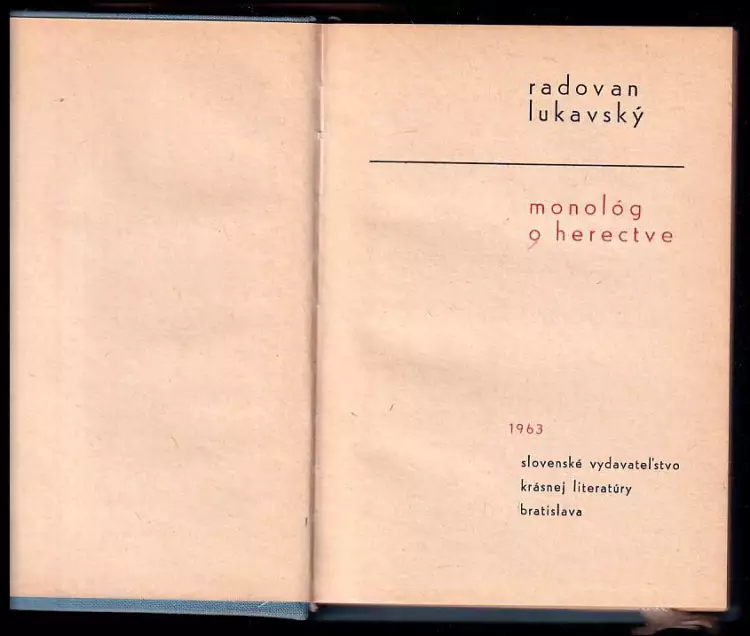 radovan
lukavský
monológ
o herectve
1963
slovenské vydavateľstvo
krásnej literatúry
bratislava